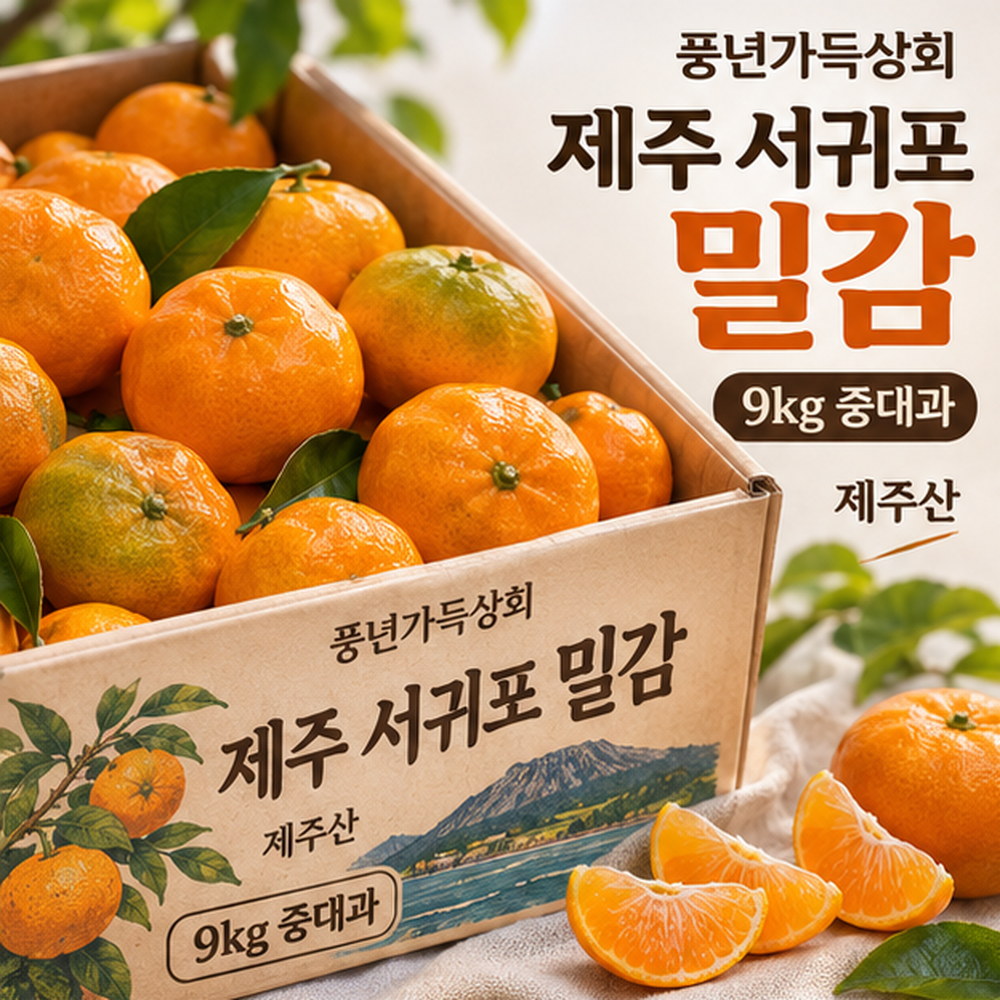 풍년가득상회
제주 서귀포
밀감
9kg 중대과
제주산
풍년가득상회
제주 서귀포 밀감
제주산
9kg 중대과